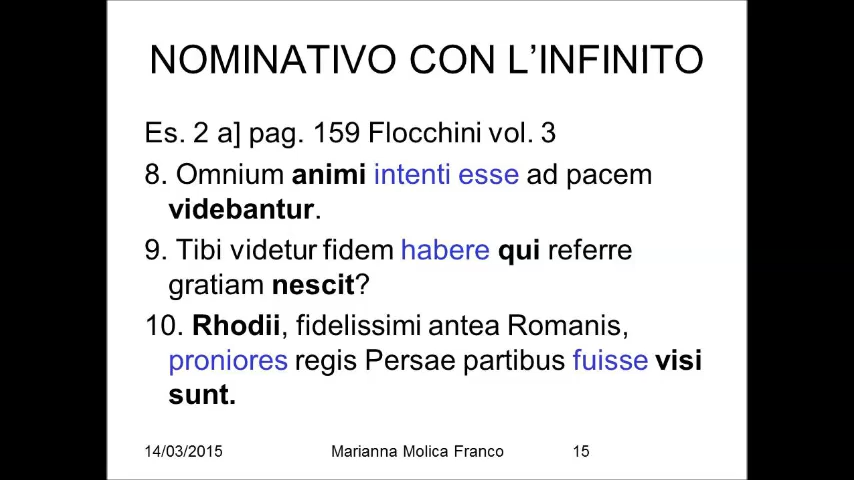 NOMINATIVO CON L’INFINITO
Es. 2 a] pag. 159 Flocchini vol. 3
8. Omnium animi intenti esse ad pacem
videbantur.
9. Tibi videtur fidem habere qui referre
gratiam nescit?
10. Rhodii, fidelissimi antea Romanis,
proniores regis Persae partibus fuisse visi
sunt.
14/03/2015 Marianna Molica Franco 15